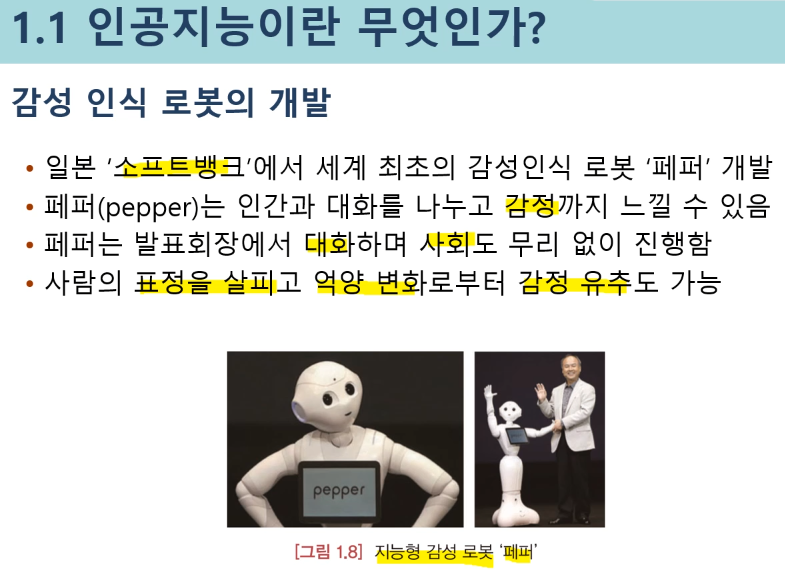 1.1 인공지능이란 무엇인가?
감성 인식 로봇의 개발
• 일본 ‘소프트뱅크’에서 세계 최초의 감성인식 로봇 ‘페퍼’ 개발
• 페퍼(pepper)는 인간과 대화를 나누고 감정까지 느낄 수 있음
• 페퍼는 발표회장에서 대화하며 사회도 무리 없이 진행함
• 사람의 표정을 살피고 억양 변화로부터 감정 유추도 가능
pepper
[그림 1.8] 지능형 감성 로봇 ‘페퍼’